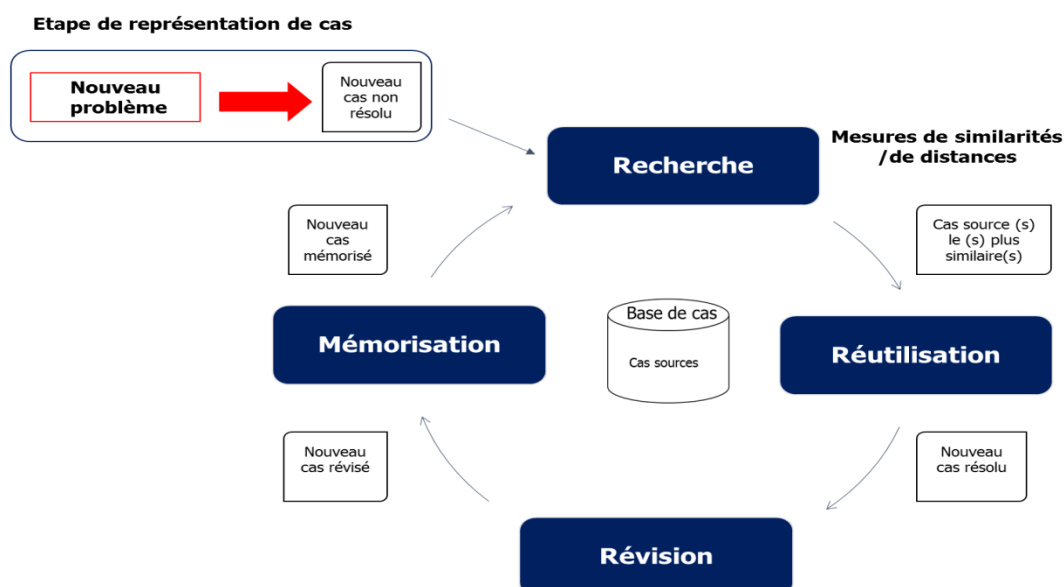 Etape de représentation de cas
Nouveau
problème
Nouveau
cas non
résolu
Recherche
Mesures de similarités
/de distances
Nouveau
cas
mémorisé
Cas source (s)
le (s) plus
similaire(s)
Mémorisation
Base de cas
Cas sources
Réutilisation
Nouveau
cas révisé
Nouveau
cas résolu
Révision